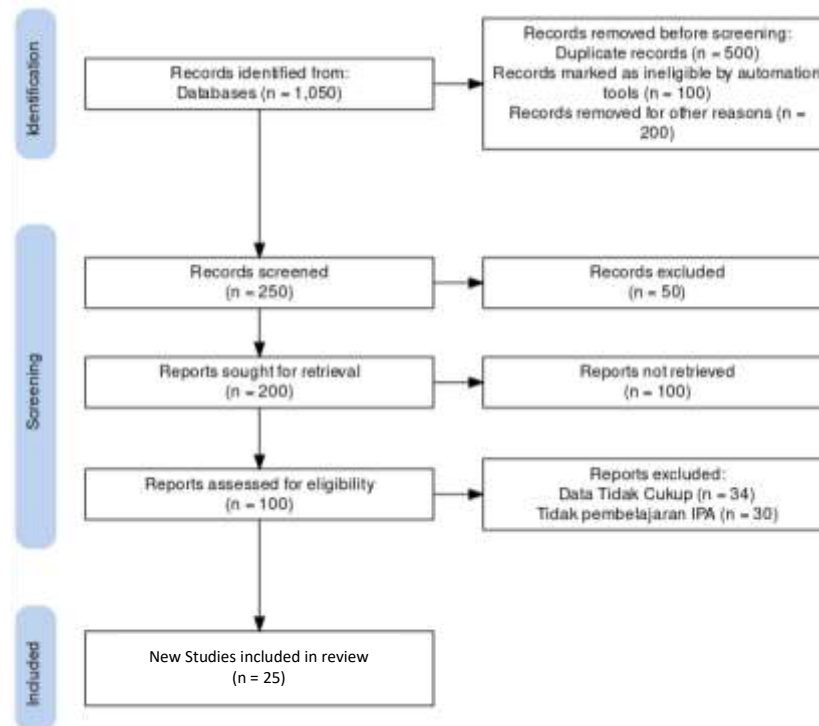 Identification
Records identified from:
Databases (n = 1,050)
Records removed before screening:
Duplicate records (n = 500)
Records marked as ineligible by automation
tools (n = 100)
Records removed for other reasons (n =
200)
Screening
Records screened
(n = 250)
Records excluded
(n = 50)
Reports sought for retrieval
(n = 200)
Reports not retrieved
(n = 100)
Reports assessed for eligibility
(n = 100)
Reports excluded:
Data Tidak Cukup (n = 34)
Tidak pembelajaran IPA (n = 30)
Included
New Studies included in review
(n = 25)